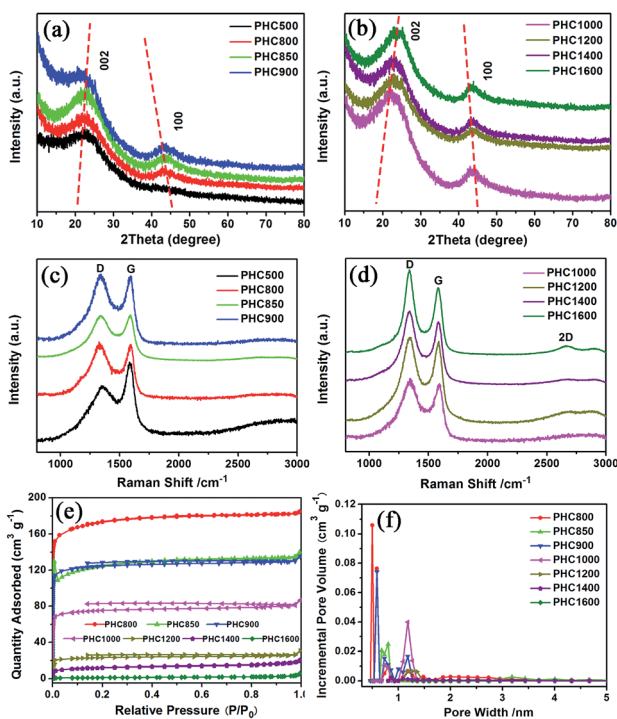 (a)
PHC500
PHC800
PHC850
PHC900
002
100
Intensity (a.u.)
10 20 30 40 50 60 70 80
2Theta (degree)
(b)
PHC1000
PHC1200
PHC1400
PHC1600
002
100
Intensity (a.u.)
10 20 30 40 50 60 70 80
2Theta (degree)
(c)
D
G
PHC500
PHC800
PHC850
PHC900
Intensity (a.u.)
1000 1500 2000 2500 3000
Raman Shift /cm-1
(d)
D
G
2D
PHC1000
PHC1200
PHC1400
PHC1600
Intensity (a.u.)
1000 1500 2000 2500 3000
Raman Shift /cm-1
(e)
Quantity Adsorbed (cm3 g-1)
200
160
120
80
40
0
PHC800 PHC850 PHC900
PHC1000 PHC1200 PHC1400 PHC1600
0.0 0.2 0.4 0.6 0.8 1.0
Relative Pressure (P/P0)
(f)
Incremental Pore Volume (cm3 g-1)
0.12
0.10
0.08
0.06
0.04
0.02
0.00
PHC800
PHC850
PHC900
PHC1000
PHC1200
PHC1400
PHC1600
1 2 3 4 5
Pore Width /nm